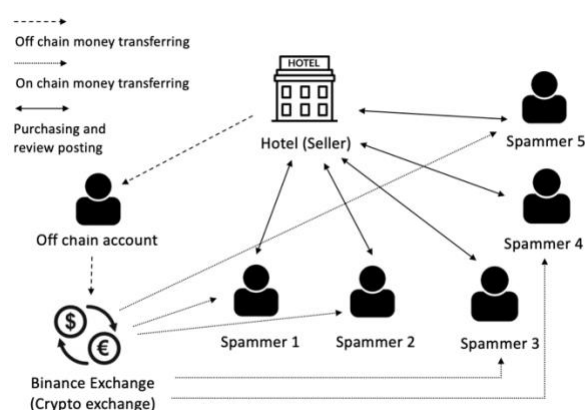 Off chain money transferring
On chain money transferring
Purchasing and
review posting
HOTEL
Hotel (Seller)
Spammer 5
Off chain account
Spammer 4
$
€
Spammer 1
Spammer 2
Spammer 3
Binance Exchange
(Crypto exchange)